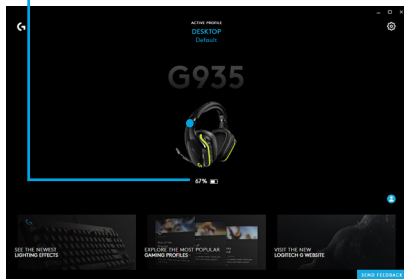 ACTIVE PROFILE
DESKTOP
Default
G935
67%
SEE THE NEWEST
LIGHTING EFFECTS
EXPLORE THE MOST POPULAR
GAMING PROFILES
VISIT THE NEW
LOGITECH G WEBSITE
SEND FEEDBACK